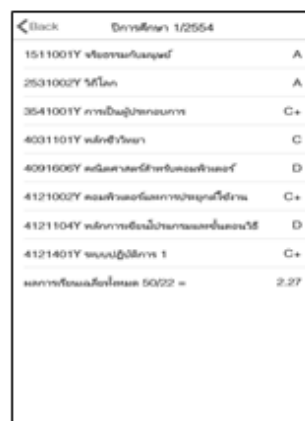 Back ปีการศึกษา 1/2554
1511001Y จริยธรรมกับมนุษย์ A
2531002Y วิถีโลก A
3541001Y การเป็นผู้ประกอบการ C+
4031101Y หลักชีววิทยา C
4091606Y คณิตศาสตร์สำหรับคอมพิวเตอร์ D
4121002Y คอมพิวเตอร์และการประยุกต์ใช้งาน C+
4121104Y หลักการเขียนโปรแกรมและขั้นตอนวิธี D
4121401Y ระบบปฏิบัติการ 1 C+
ผลการเรียนเฉลี่ยทั้งหมด 50/22 = 2.27